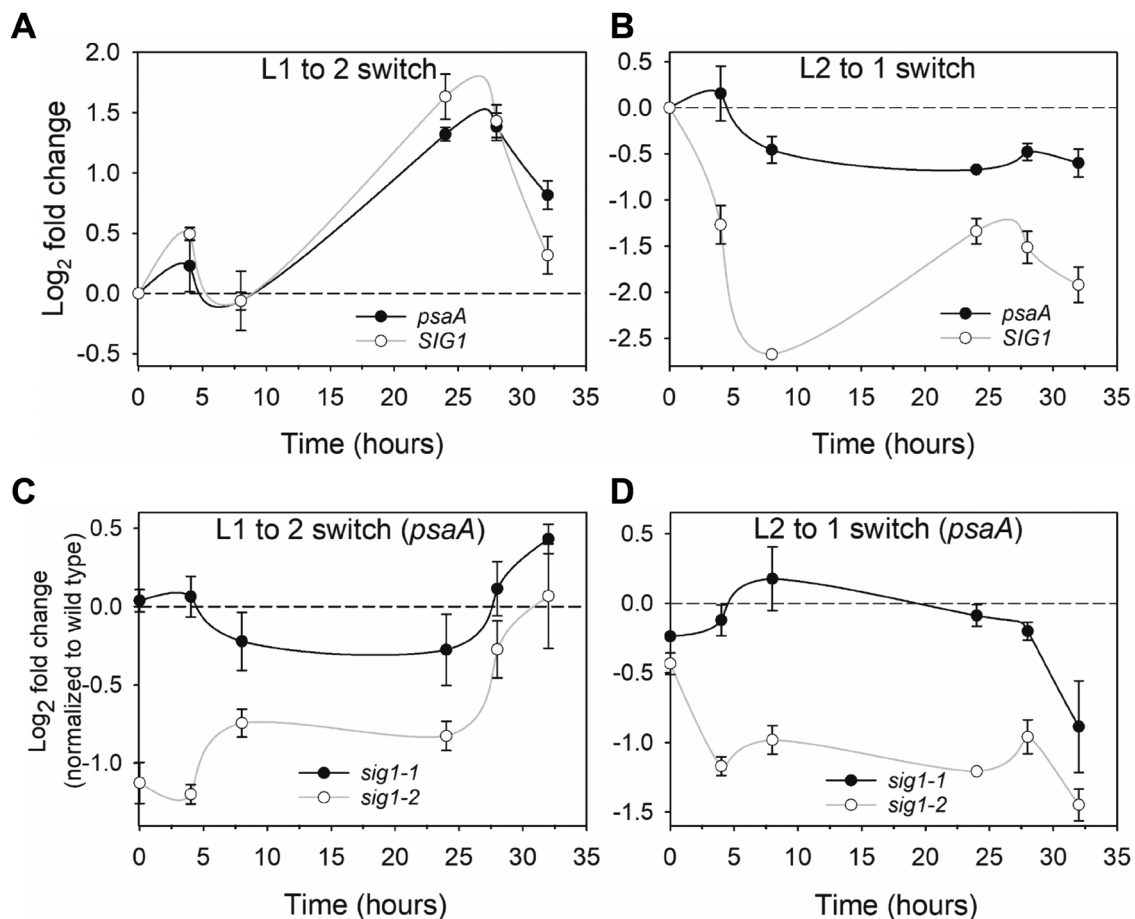 A
L1 to 2 switch
Log2 fold change
2.0
1.5
1.0
0.5
0.0
-0.5
psaA
SIG1
0 5 10 15 20 25 30 35
Time (hours)
B
L2 to 1 switch
0.5
0.0
-0.5
-1.0
-1.5
-2.0
-2.5
psaA
SIG1
0 5 10 15 20 25 30 35
Time (hours)
C
L1 to 2 switch (psaA)
Log2 fold change
(normalized to wild type)
0.5
0.0
-0.5
-1.0
sig1-1
sig1-2
0 5 10 15 20 25 30 35
Time (hours)
D
L2 to 1 switch (psaA)
0.5
0.0
-0.5
-1.0
-1.5
sig1-1
sig1-2
0 5 10 15 20 25 30 35
Time (hours)